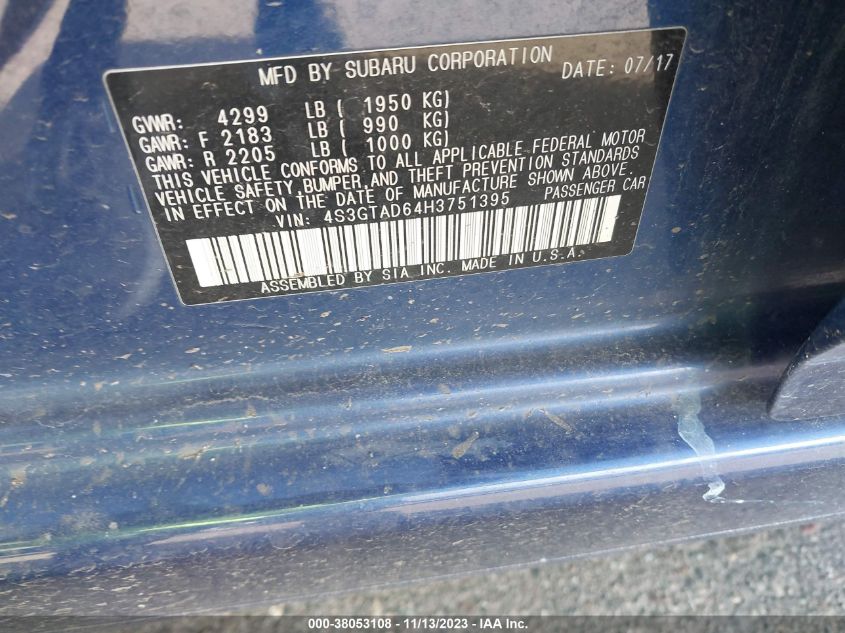 MFD BY SUBARU CORPORATION DATE: 07/17
GVWR: 4299 LB ( 1950 KG)
GAWR: F 2183 LB ( 990 KG)
GAWR: R 2205 LB ( 1000 KG)
THIS VEHICLE CONFORMS TO ALL APPLICABLE FEDERAL MOTOR
VEHICLE SAFETY, BUMPER, AND THEFT PREVENTION STANDARDS
IN EFFECT ON THE DATE OF MANUFACTURE SHOWN ABOVE.
VIN: 4S3GTAD64H3751395 PASSENGER CAR
ASSEMBLED BY SIA INC. MADE IN U.S.A.
000-38053108 - 11/13/2023 - IAA Inc.